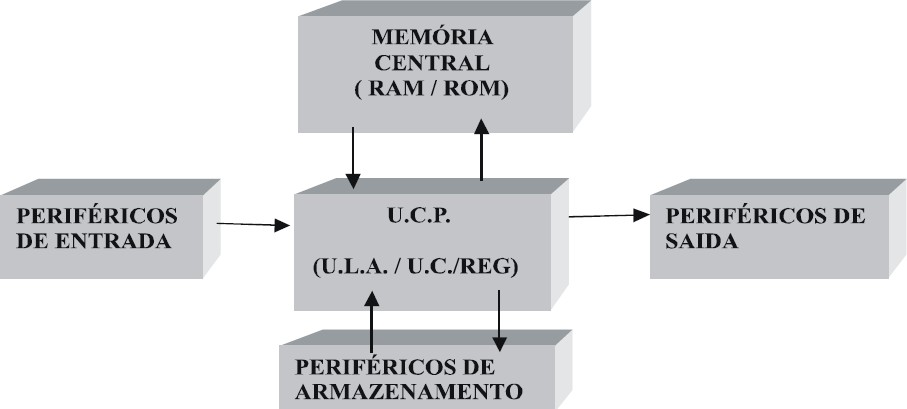 MEMÓRIA
CENTRAL
( RAM / ROM)
PERIFÉRICOS
DE ENTRADA
U.C.P.
(U.L.A. / U.C./REG)
PERIFÉRICOS DE
SAIDA
PERIFÉRICOS DE
ARMAZENAMENTO